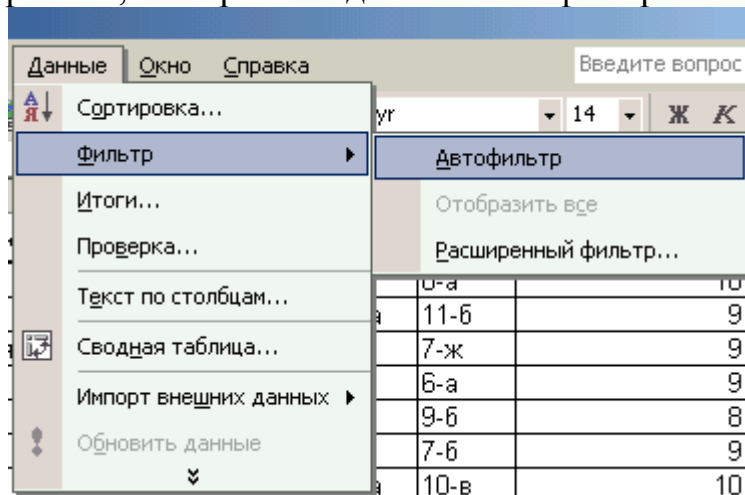 Данные Окно Справка Введите вопрос
Сортировка... 14 Ж К
Фильтр Автофильтр
Итоги... Отобразить все
Проверка... Расширенный фильтр...
Текст по столбцам... 10
11-б 9
Сводная таблица... 7-ж 9
6-а 9
Импорт внешних данных
9-б 8
Обновить данные 7-б 9
10-в 10